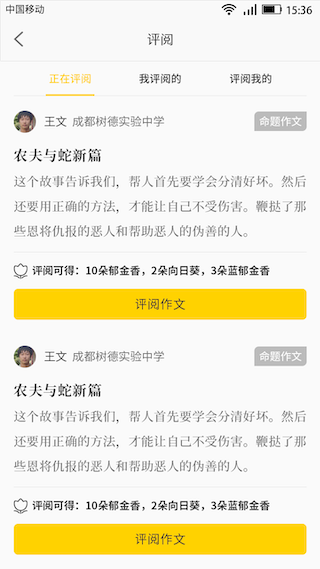 中国移动 15:36
评阅
正在评阅 我评阅的 评阅我的
王文 成都树德实验中学 命题作文
农夫与蛇新篇
这个故事告诉我们，帮人首先要学会分清好坏。然后
还要用正确的方法，才能让自己不受伤害。鞭挞了那
些恩将仇报的恶人和帮助恶人的伪善的人。
评阅可得：10朵郁金香，2朵向日葵，3朵蓝郁金香
评阅作文
王文 成都树德实验中学 命题作文
农夫与蛇新篇
这个故事告诉我们，帮人首先要学会分清好坏。然后
还要用正确的方法，才能让自己不受伤害。鞭挞了那
些恩将仇报的恶人和帮助恶人的伪善的人。
评阅可得：10朵郁金香，2朵向日葵，3朵蓝郁金香
评阅作文